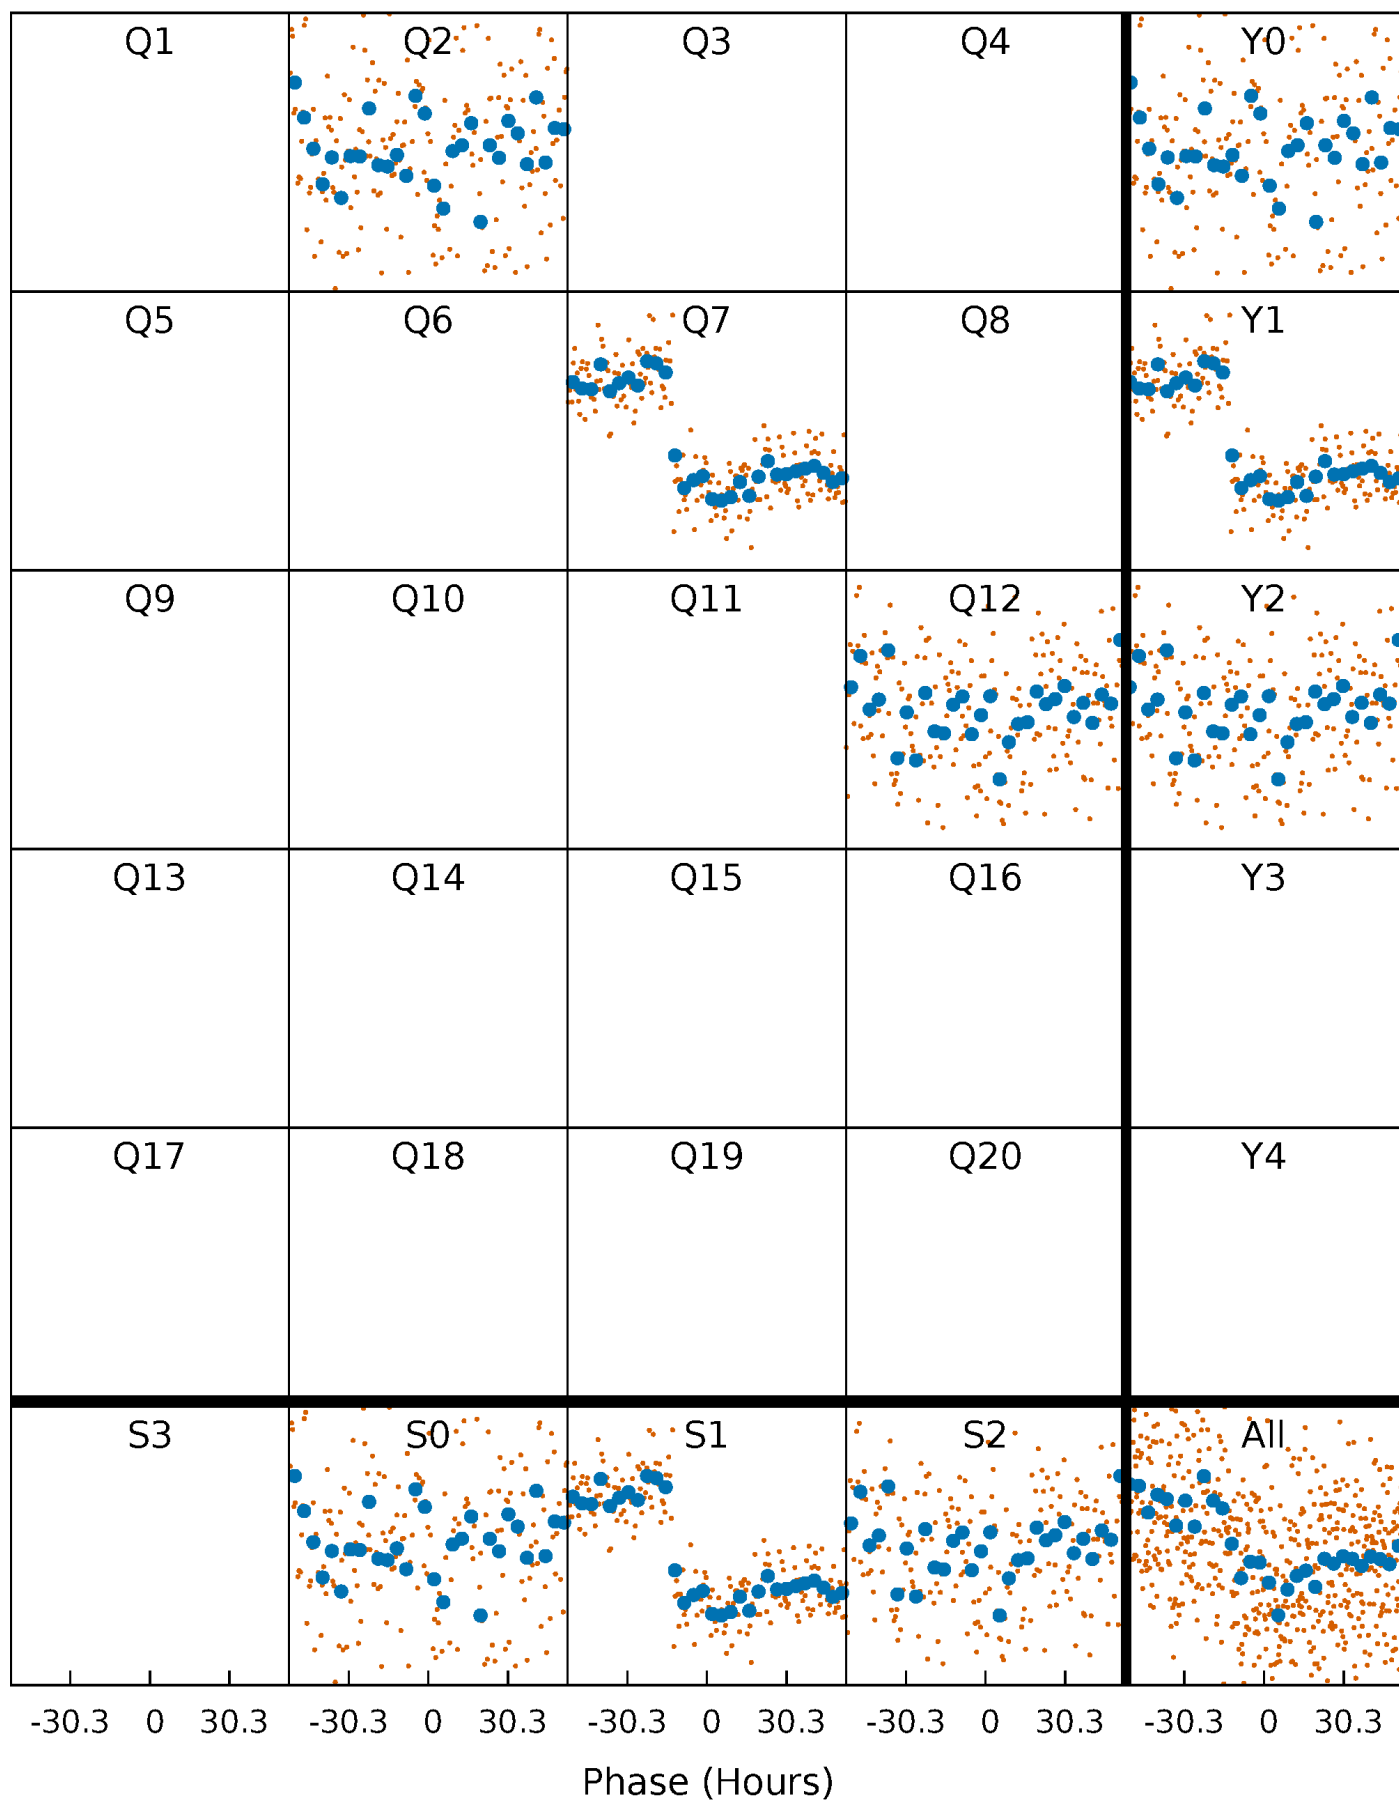 Q1 Q2 Q3 Q4 Y0
Q5 Q6 Q7 Q8 Y1
Q9 Q10 Q11 Q12 Y2
Q13 Q14 Q15 Q16 Y3
Q17 Q18 Q19 Q20 Y4
S3 S0 S1 S2 All
-30.3 0 30.3 -30.3 0 30.3 -30.3 0 30.3 -30.3 0 30.3 -30.3 0 30.3
Phase (Hours)